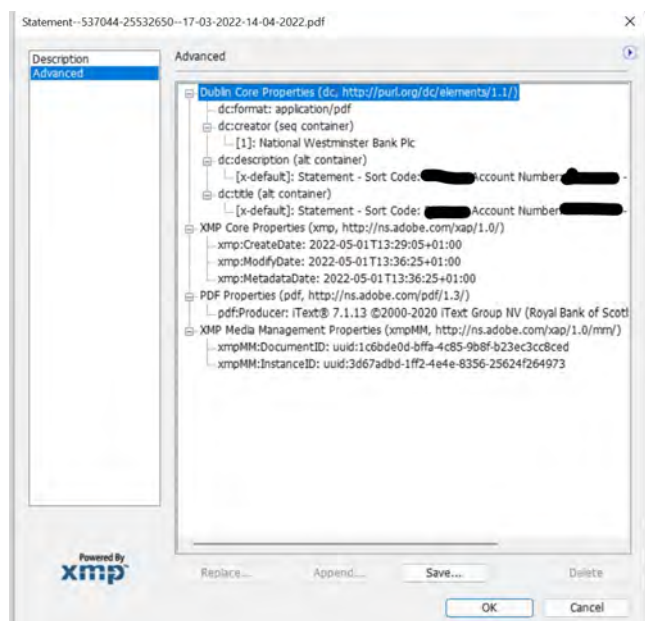 Statement--537044-25532650--17-03-2022-14-04-2022.pdf
Description
Advanced
Advanced
Dublin Core Properties (dc, http://purl.org/dc/elements/1.1/)
dc:format: application/pdf
dc:creator (seq container)
[1]: National Westminster Bank Plc
dc:description (alt container)
[x-default]: Statement - Sort Code: Account Number: -
dc:title (alt container)
[x-default]: Statement - Sort Code: Account Number: -
XMP Core Properties (xmp, http://ns.adobe.com/xap/1.0/)
xmp:CreateDate: 2022-05-01T13:29:05+01:00
xmp:ModifyDate: 2022-05-01T13:36:25+01:00
xmp:MetadataDate: 2022-05-01T13:36:25+01:00
PDF Properties (pdf, http://ns.adobe.com/pdf/1.3/)
pdf:Producer: iText® 7.1.13 ©2000-2020 iText Group NV (Royal Bank of Scotl
XMP Media Management Properties (xmpMM, http://ns.adobe.com/xap/1.0/mm/)
xmpMM:DocumentID: uuid:1c6bde0d-bffa-4c85-9b8f-b23ec3cc8ced
xmpMM:InstanceID: uuid:3d67adbd-1ff2-4e4e-8356-25624f264973
Powered By
xmp
Replace... Append... Save... Delete
OK Cancel